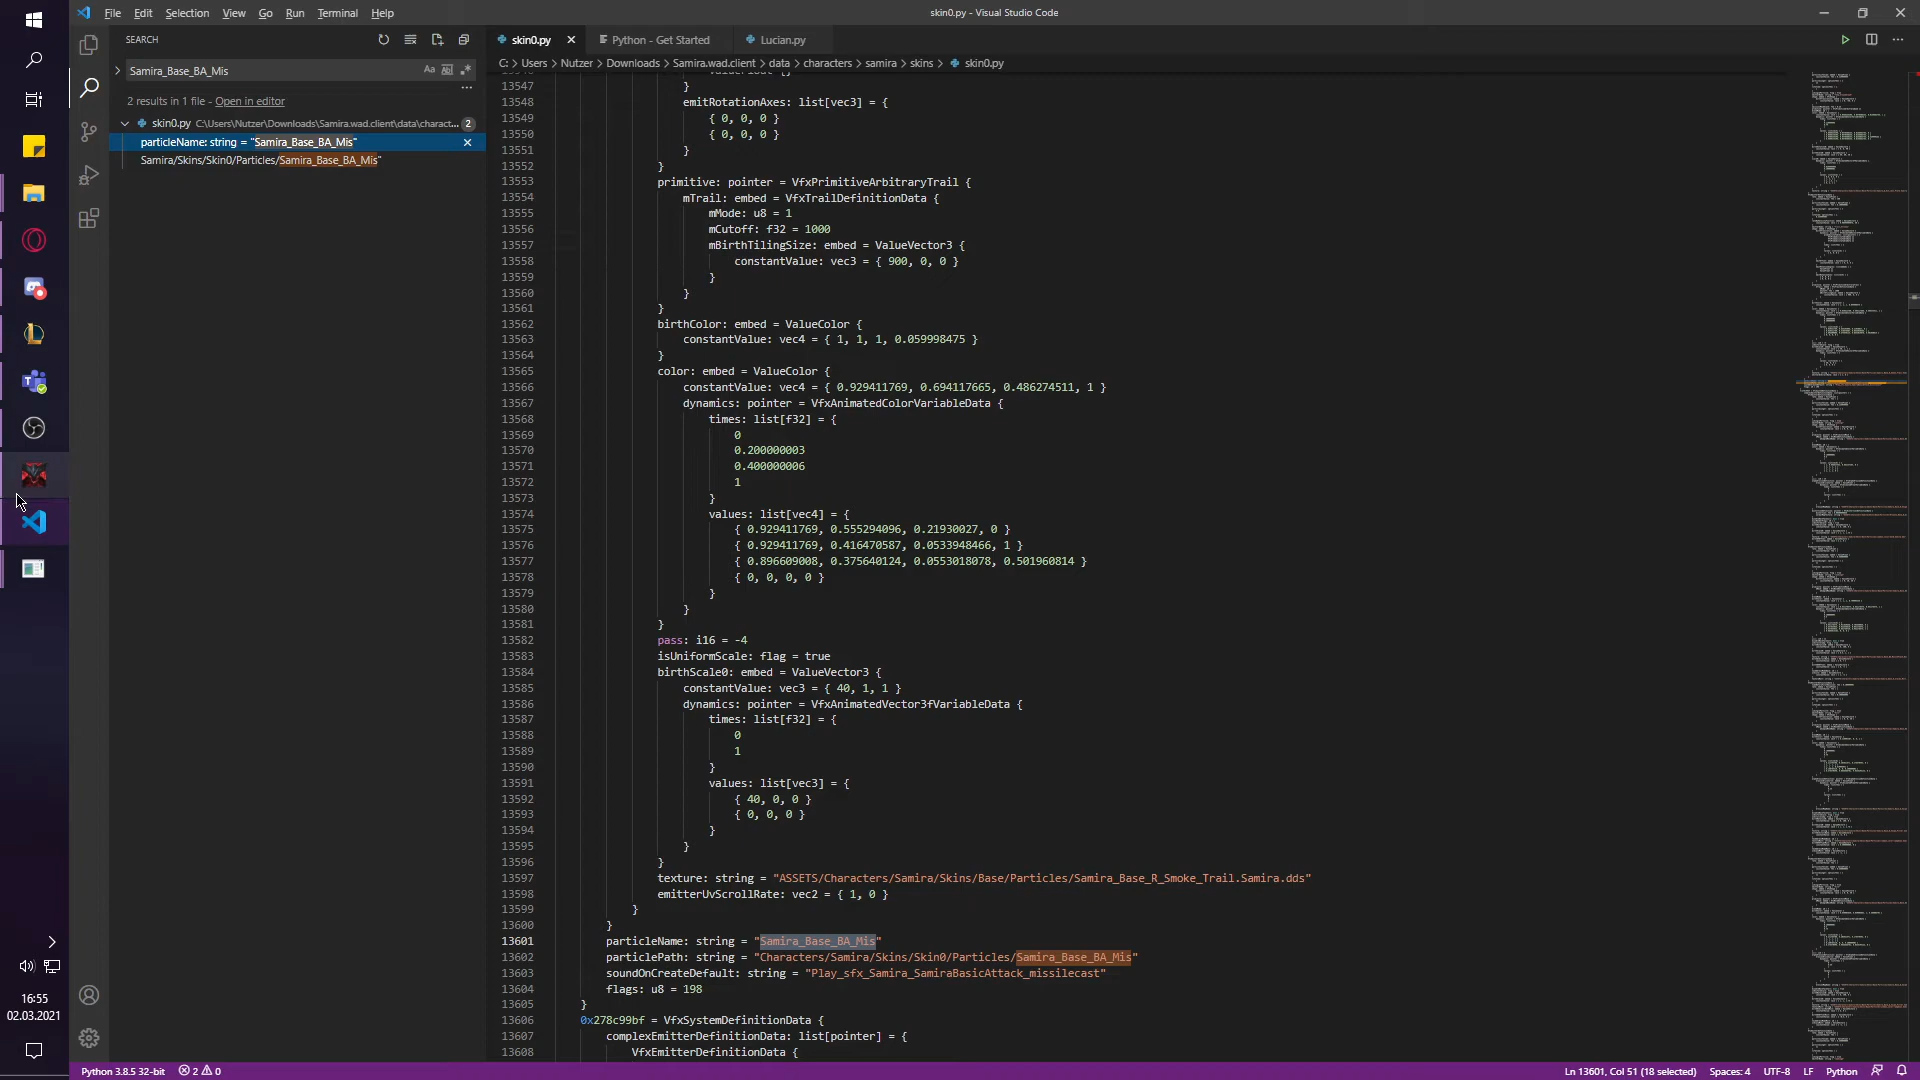 File Edit Selection View Go Run Terminal Help
skin0.py - Visual Studio Code
SEARCH
Samira_Base_BA_Mis
2 results in 1 file - Open in editor
skin0.py C:\Users\Nutzer\Downloads\Samira.wad.client\data\charact... 2
particleName: string = "Samira_Base_BA_Mis"
Samira/Skins/Skin0/Particles/Samira_Base_BA_Mis"
skin0.py
Python - Get Started
Lucian.py
C: > Users > Nutzer > Downloads > Samira.wad.client > data > characters > samira > skins > skin0.py
13547 }
13548 emitRotationAxes: list[vec3] = {
13549 { 0, 0, 0 }
13550 { 0, 0, 0 }
13551 }
13552 }
13553 primitive: pointer = VfxPrimitiveArbitraryTrail {
13554 mTrail: embed = VfxTrailDefinitionData {
13555 mMode: u8 = 1
13556 mCutoff: f32 = 1000
13557 mBirthTilingSize: embed = ValueVector3 {
13558 constantValue: vec3 = { 900, 0, 0 }
13559 }
13560 }
13561 }
13562 birthColor: embed = ValueColor {
13563 constantValue: vec4 = { 1, 1, 1, 0.059998475 }
13564 }
13565 color: embed = ValueColor {
13566 constantValue: vec4 = { 0.929411769, 0.694117665, 0.486274511, 1 }
13567 dynamics: pointer = VfxAnimatedColorVariableData {
13568 times: list[f32] = {
13569 0
13570 0.200000003
13571 0.400000006
13572 1
13573 }
13574 values: list[vec4] = {
13575 { 0.929411769, 0.555294096, 0.21930027, 0 }
13576 { 0.929411769, 0.416470587, 0.0533948466, 1 }
13577 { 0.896609008, 0.375640124, 0.0553018078, 0.501960814 }
13578 { 0, 0, 0, 0 }
13579 }
13580 }
13581 }
13582 pass: i16 = -4
13583 isUniformScale: flag = true
13584 birthScale0: embed = ValueVector3 {
13585 constantValue: vec3 = { 40, 1, 1 }
13586 dynamics: pointer = VfxAnimatedVector3fVariableData {
13587 times: list[f32] = {
13588 0
13589 1
13590 }
13591 values: list[vec3] = {
13592 { 40, 0, 0 }
13593 { 0, 0, 0 }
13594 }
13595 }
13596 }
13597 texture: string = "ASSETS/Characters/Samira/Skins/Base/Particles/Samira_Base_R_Smoke_Trail.Samira.dds"
13598 emitterUvScrollRate: vec2 = { 1, 0 }
13599 }
13600 }
13601 particleName: string = "Samira_Base_BA_Mis"
13602 particlePath: string = "Characters/Samira/Skins/Skin0/Particles/Samira_Base_BA_Mis"
13603 soundOnCreateDefault: string = "Play_sfx_Samira_SamiraBasicAttack_missilecast"
13604 flags: u8 = 198
13605 }
13606 0x278c99bf = VfxSystemDefinitionData {
13607 complexEmitterDefinitionData: list[pointer] = {
13608 VfxEmitterDefinitionData {
16:55
02.03.2021
Python 3.8.5 32-bit 2 0
Ln 13601, Col 51 (18 selected) Spaces: 4 UTF-8 LF Python